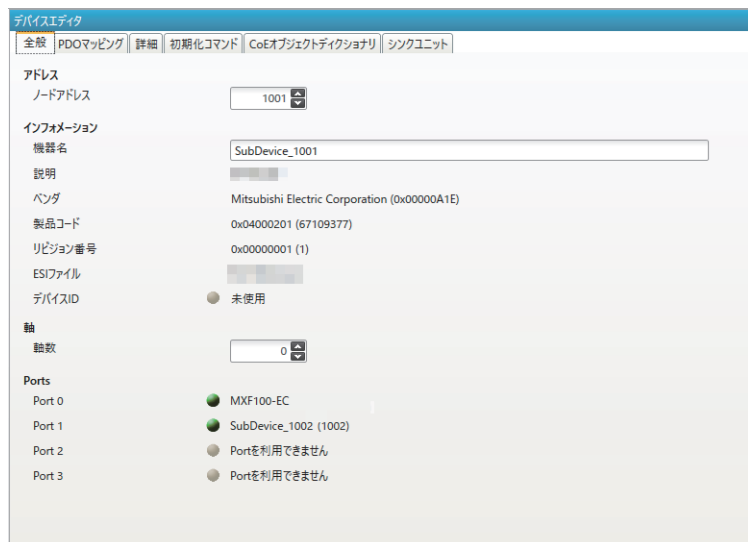 デバイスエディタ
全般 PDOマッピング 詳細 初期化コマンド CoEオブジェクトディクショナリ シンクユニット
アドレス
ノードアドレス 1001
インフォメーション
機器名 SubDevice_1001
説明
ベンダ Mitsubishi Electric Corporation (0x00000A1E)
製品コード 0x04000201 (67109377)
リビジョン番号 0x00000001 (1)
ESIファイル
デバイスID 未使用
軸
軸数 0
Ports
Port 0 MXF100-EC
Port 1 SubDevice_1002 (1002)
Port 2 Portを利用できません
Port 3 Portを利用できません